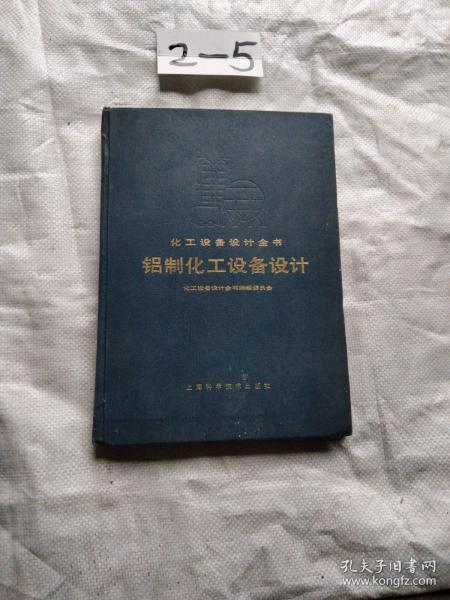 2-5
化工设备设计全书
铝制化工设备设计
化工设备设计全书编辑委员会
上海科学技术出版社
孔夫子旧书网
www.kongfz.com